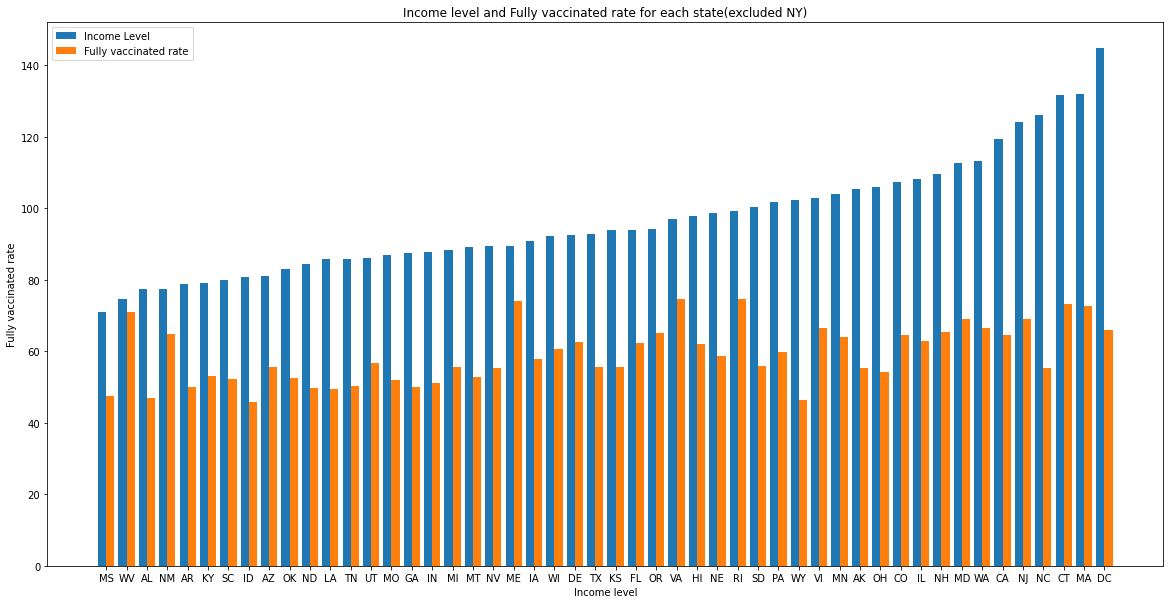 Income level and Fully vaccinated rate for each state(excluded NY)
Income Level
Fully vaccinated rate
140
120
100
80
60
40
20
0
Fully vaccinated rate
MS WV AL NM AR KY SC ID AZ OK ND LA TN UT MO GA IN MI MT NV ME IA WI DE TX KS FL OR VA HI NE RI SD PA WY VI MN AK OH CO IL NH MD WA CA NJ NC CT MA DC
Income level